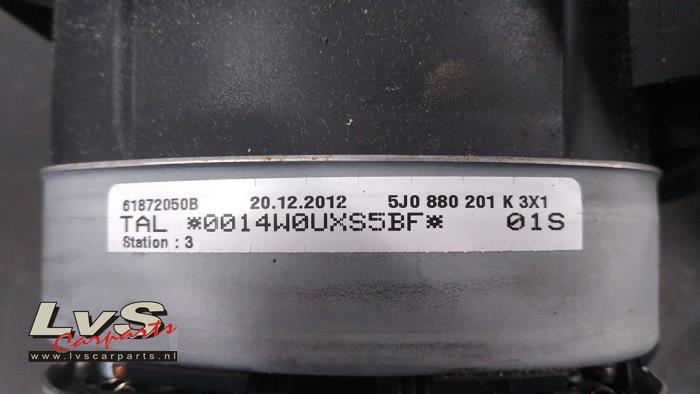 61872050B 20.12.2012 5J0 880 201 K 3X1
TAL *0014W0UXS5BF* 01S
Station : 3
LvS
Carparts
www.lvscarparts.nl